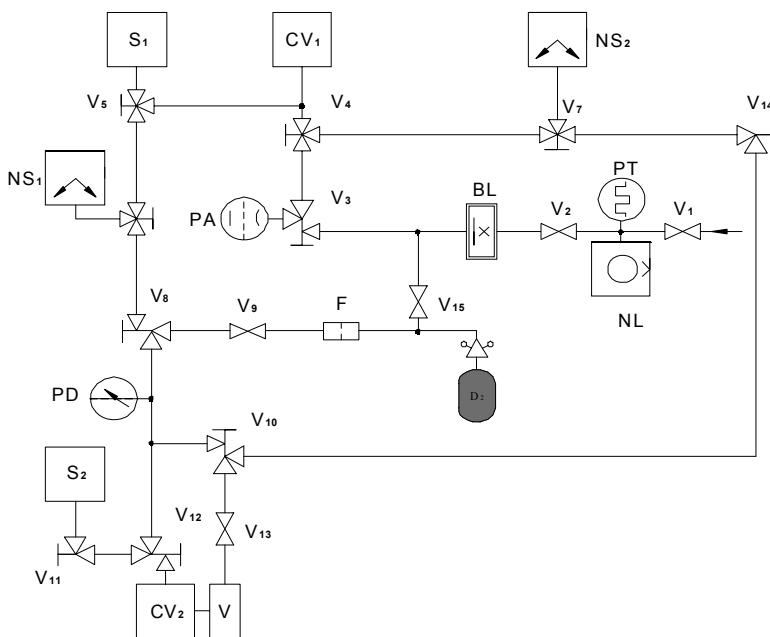 S₁
CV₁
NS₂
V₅
V₄
V₇
V₁₄
NS₁
PT
PA
V₃
BL
V₂
V₁
NL
V₈
V₉
F
V₁₅
PD
D₂
V₁₀
S₂
V₁₂
V₁₃
V₁₁
CV₂
V